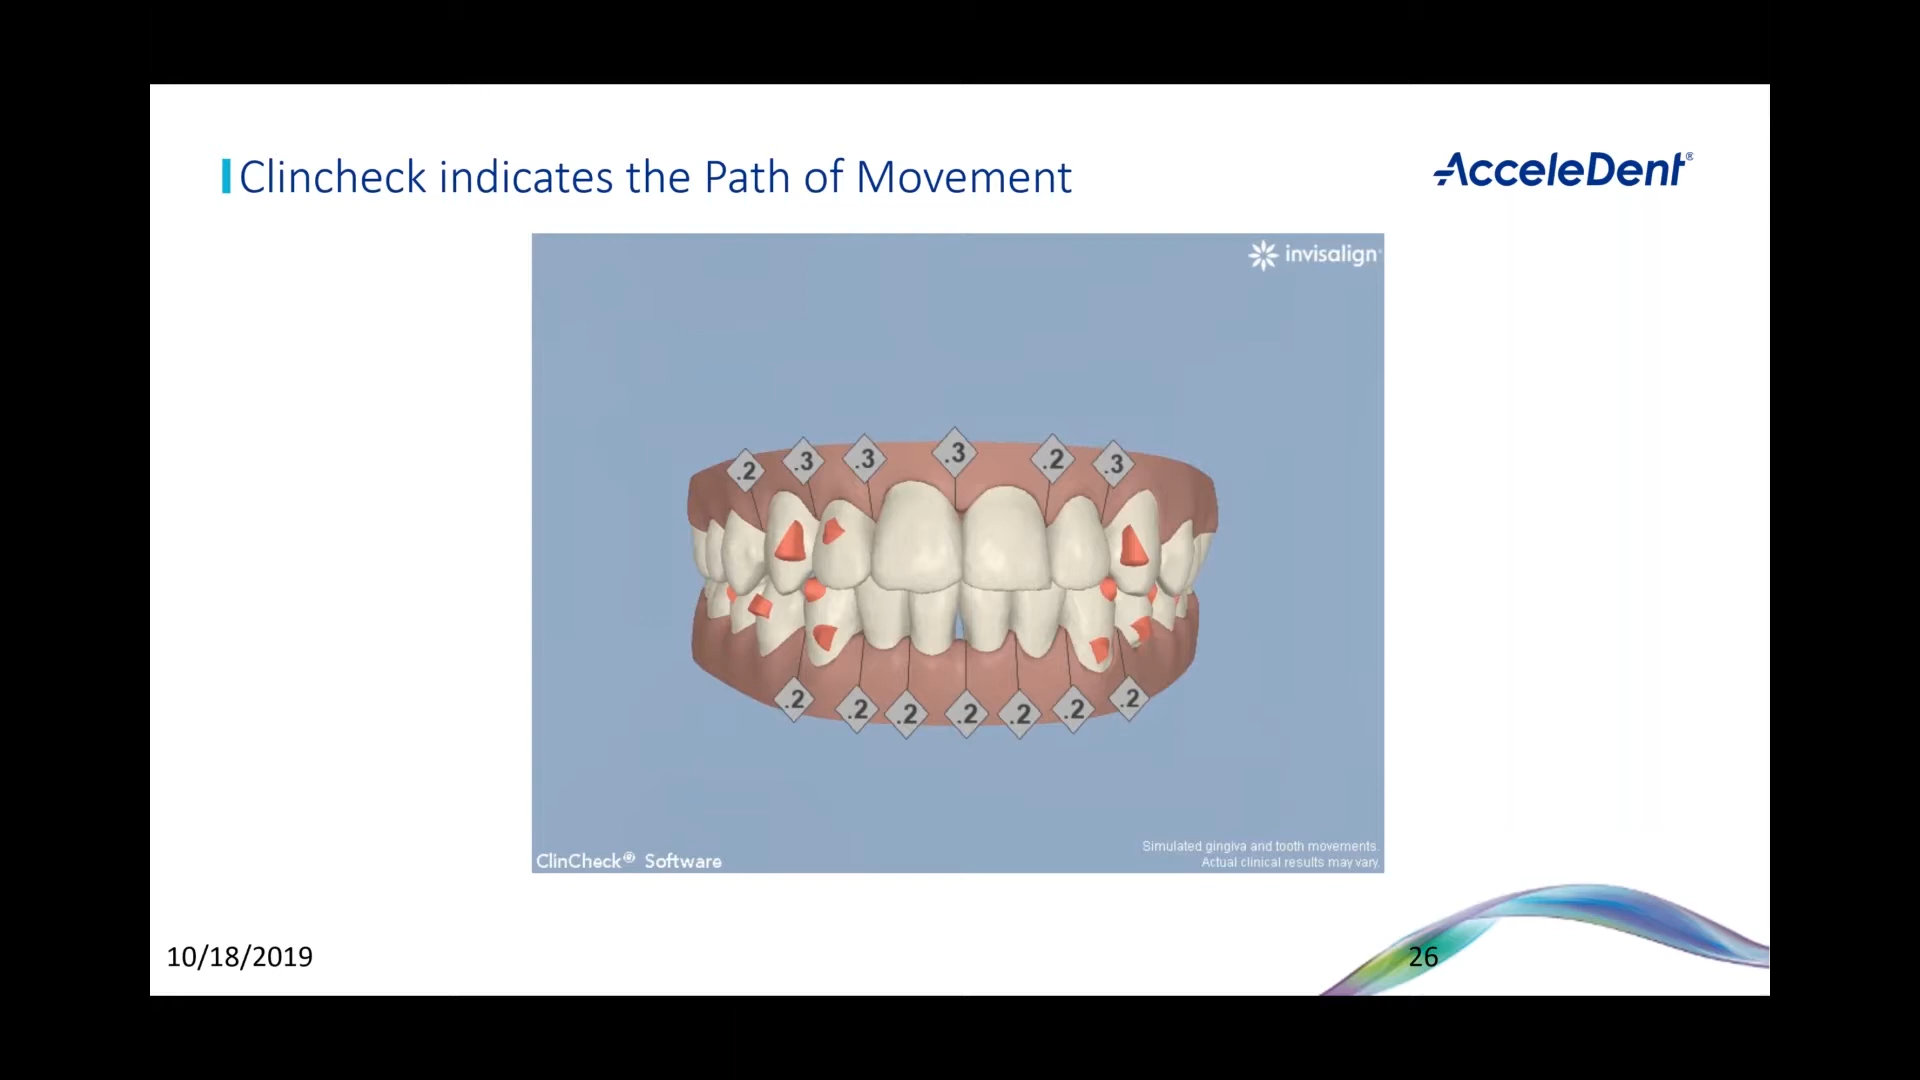 Clincheck indicates the Path of Movement
AcceleDent®
invisalign
.2 .3 .3 .3 .2 .3
.2 .2 .2 .2 .2 .2 .2
ClinCheck® Software
Simulated gingiva and tooth movements.
Actual clinical results may vary.
10/18/2019
26